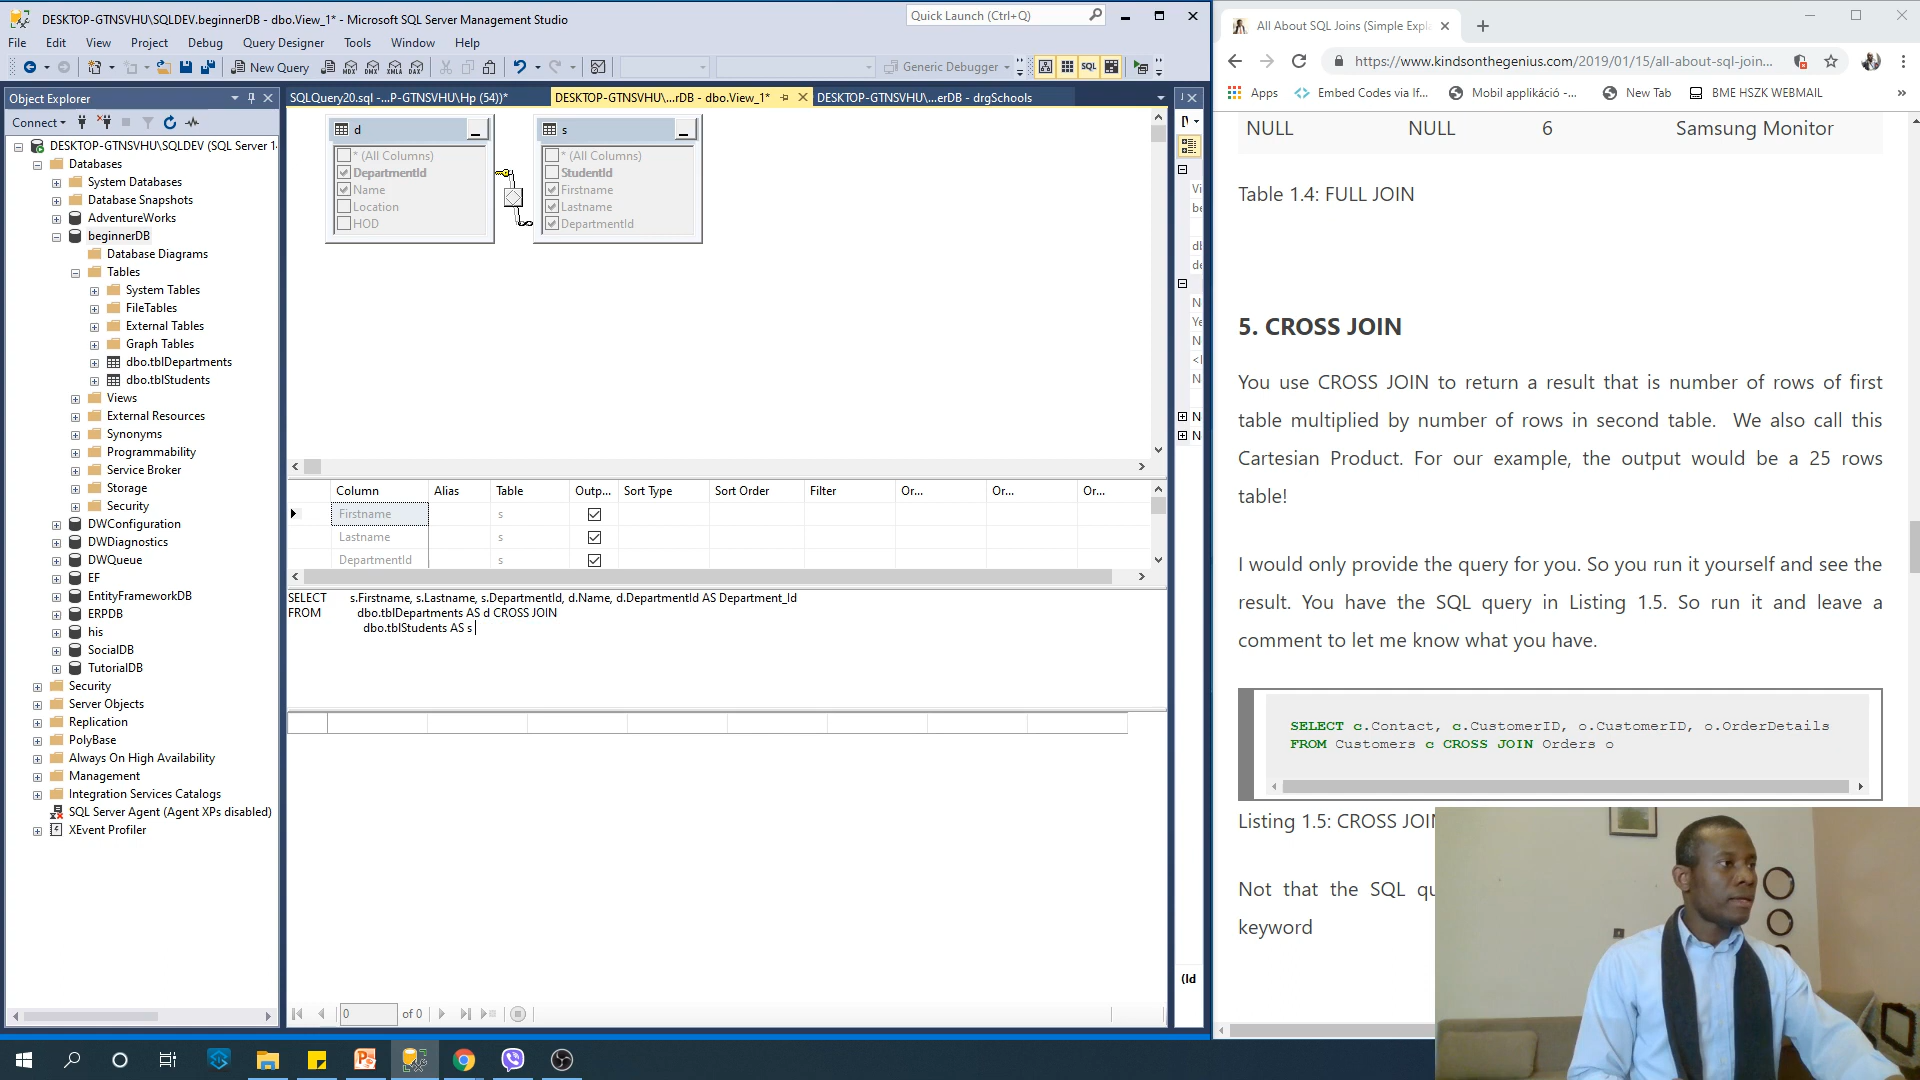 DESKTOP-GTNSVHU\SQLDEV.beginnerDB - dbo.View_1* - Microsoft SQL Server Management Studio
Quick Launch (Ctrl+Q)
File Edit View Project Debug Query Designer Tools Window Help
New Query
MDX DMX XMLA DAX
Generic Debugger
SQL
Object Explorer
Connect
DESKTOP-GTNSVHU\SQLDEV (SQL Server 1
Databases
System Databases
Database Snapshots
AdventureWorks
beginnerDB
Database Diagrams
Tables
System Tables
FileTables
External Tables
Graph Tables
dbo.tblDepartments
dbo.tblStudents
Views
External Resources
Synonyms
Programmability
Service Broker
Storage
Security
DWConfiguration
DWDiagnostics
DWQueue
EF
EntityFrameworkDB
ERPDB
his
SocialDB
TutorialDB
Security
Server Objects
Replication
PolyBase
Always On High Availability
Management
Integration Services Catalogs
SQL Server Agent (Agent XPs disabled)
XEvent Profiler
SQLQuery20.sql -...P-GTNSVHU\Hp (54))*
DESKTOP-GTNSVHU\...rDB - dbo.View_1*
DESKTOP-GTNSVHU\...erDB - drgSchools
d
* (All Columns)
DepartmentId
Name
Location
HOD
s
* (All Columns)
StudentId
Firstname
Lastname
DepartmentId
Column Alias Table Outp... Sort Type Sort Order Filter Or... Or... Or...
Firstname s
Lastname s
DepartmentId s
SELECT s.Firstname, s.Lastname, s.DepartmentId, d.Name, d.DepartmentId AS Department_Id
FROM dbo.tblDepartments AS d CROSS JOIN
dbo.tblStudents AS s
0 of 0
(Id
All About SQL Joins (Simple Expl
https://www.kindsonthegenius.com/2019/01/15/all-about-sql-join...
Apps Embed Codes via If... Mobil applikáció -... New Tab BME HSZK WEBMAIL
NULL NULL 6 Samsung Monitor
Table 1.4: FULL JOIN
5. CROSS JOIN
You use CROSS JOIN to return a result that is number of rows of first
table multiplied by number of rows in second table. We also call this
Cartesian Product. For our example, the output would be a 25 rows
table!
I would only provide the query for you. So you run it yourself and see the
result. You have the SQL query in Listing 1.5. So run it and leave a
comment to let me know what you have.
SELECT c.Contact, c.CustomerID, o.CustomerID, o.OrderDetails
FROM Customers c CROSS JOIN Orders o
Listing 1.5: CROSS JOIN
Not that the SQL qu
keyword